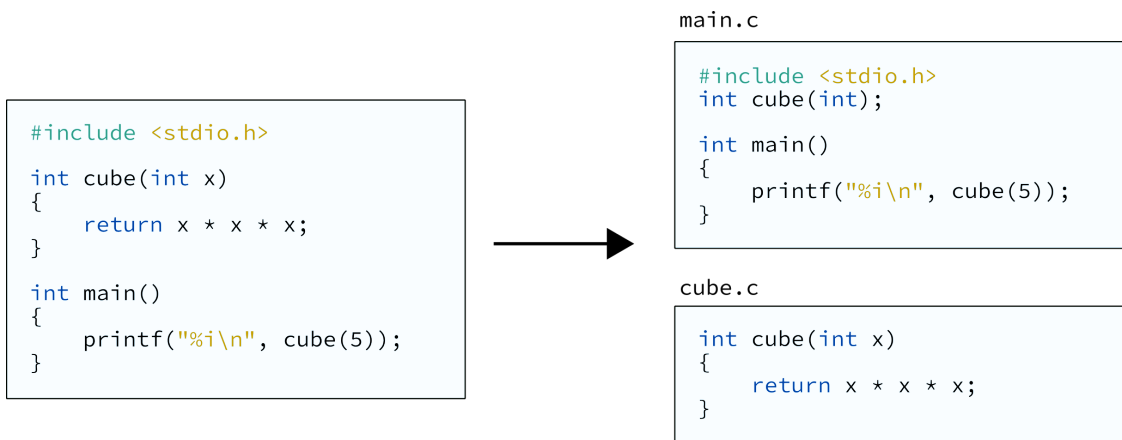 #include <stdio.h>
int cube(int x)
{
    return x * x * x;
}
int main()
{
    printf("%i\n", cube(5));
}
main.c
#include <stdio.h>
int cube(int);
int main()
{
    printf("%i\n", cube(5));
}
cube.c
int cube(int x)
{
    return x * x * x;
}